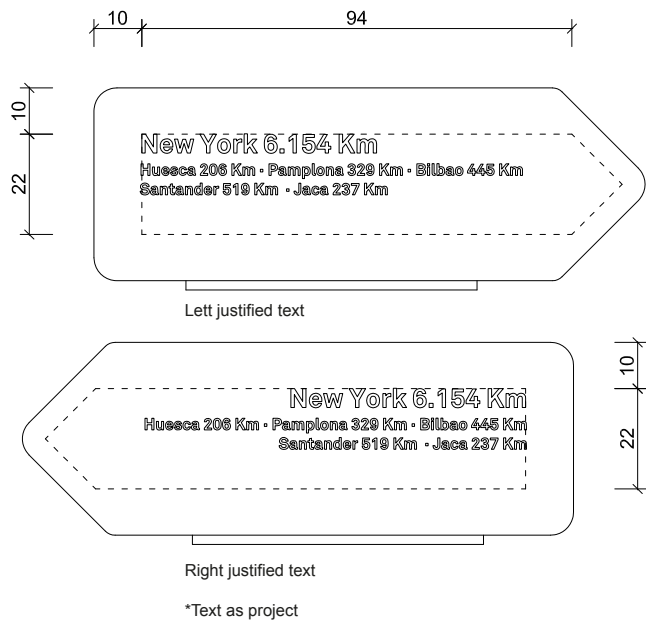 10 94
10
22
New York 6.154 Km
Huesca 206 Km · Pamplona 329 Km · Bilbao 445 Km
Santander 519 Km · Jaca 237 Km
Lett justified text
10
22
New York 6.154 Km
Huesca 206 Km · Pamplona 329 Km · Bilbao 445 Km
Santander 519 Km · Jaca 237 Km
Right justified text
*Text as project